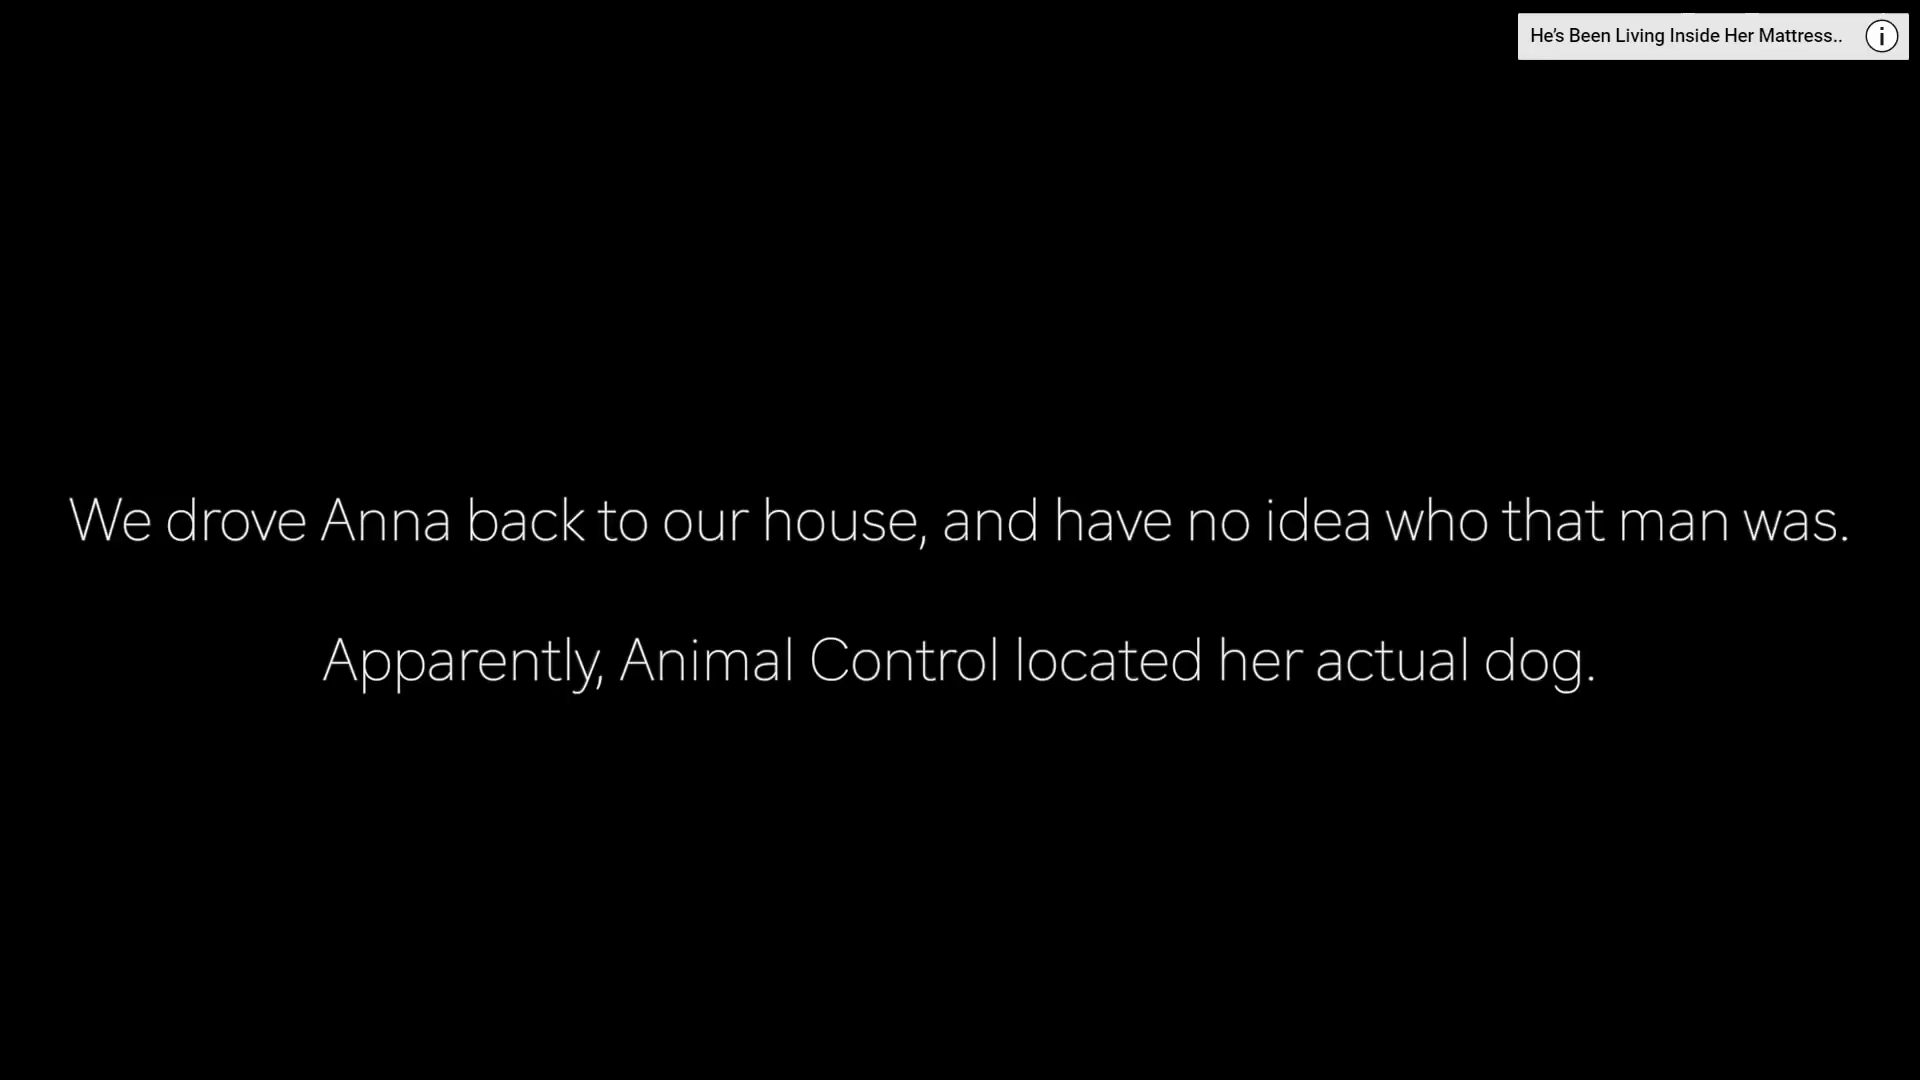 He's Been Living Inside Her Mattress..
We drove Anna back to our house, and have no idea who that man was.
Apparently, Animal Control located her actual dog.